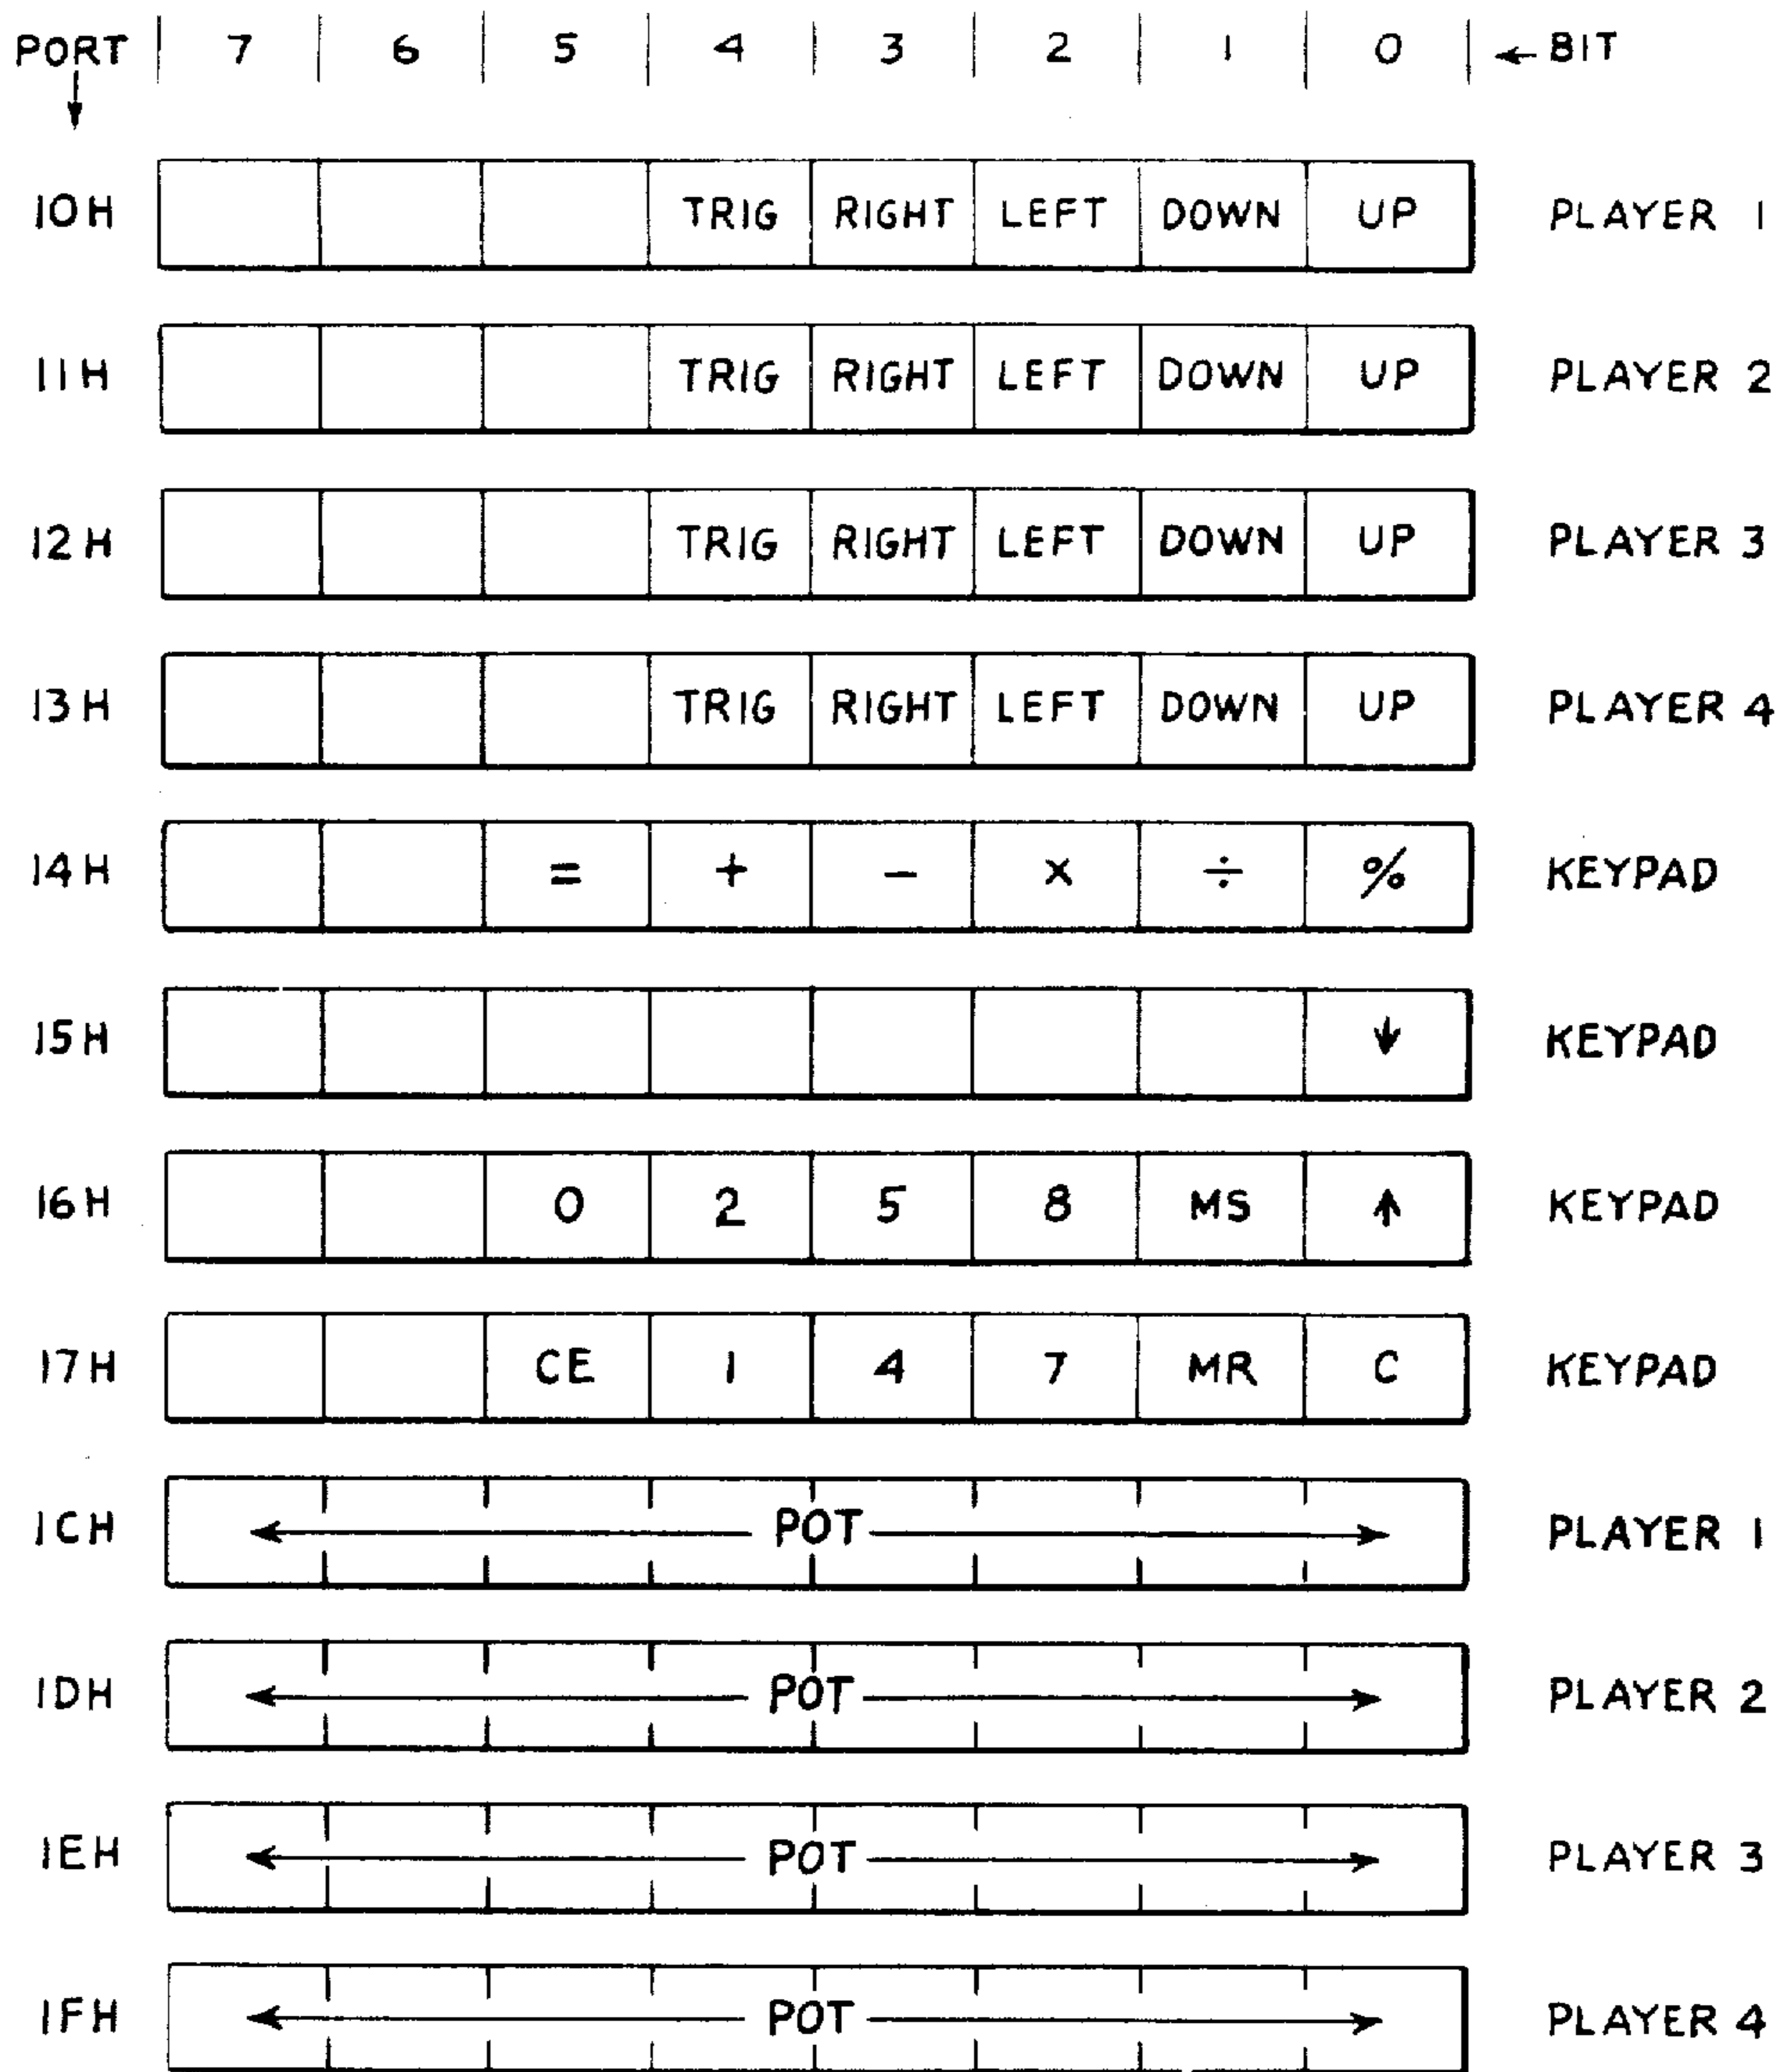 PORT 7 6 5 4 3 2 1 0 ← BIT
↓
10H TRIG RIGHT LEFT DOWN UP PLAYER 1
11H TRIG RIGHT LEFT DOWN UP PLAYER 2
12H TRIG RIGHT LEFT DOWN UP PLAYER 3
13H TRIG RIGHT LEFT DOWN UP PLAYER 4
14H = + − × ÷ % KEYPAD
15H ↓ KEYPAD
16H 0 2 5 8 MS ↑ KEYPAD
17H CE 1 4 7 MR C KEYPAD
1CH POT PLAYER 1
1DH POT PLAYER 2
1EH POT PLAYER 3
1FH POT PLAYER 4